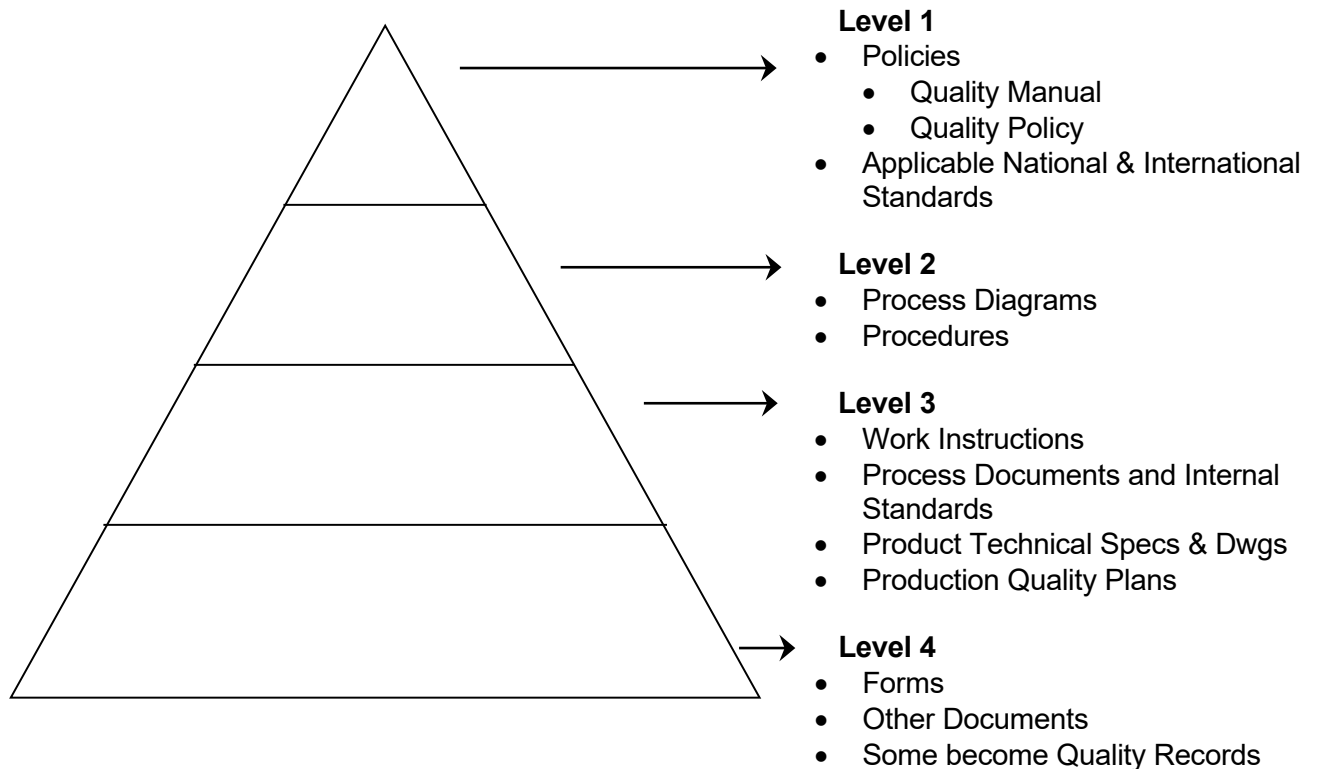 Level 1
• Policies
• Quality Manual
• Quality Policy
• Applicable National & International
Standards
Level 2
• Process Diagrams
• Procedures
Level 3
• Work Instructions
• Process Documents and Internal
Standards
• Product Technical Specs & Dwgs
• Production Quality Plans
Level 4
• Forms
• Other Documents
• Some become Quality Records